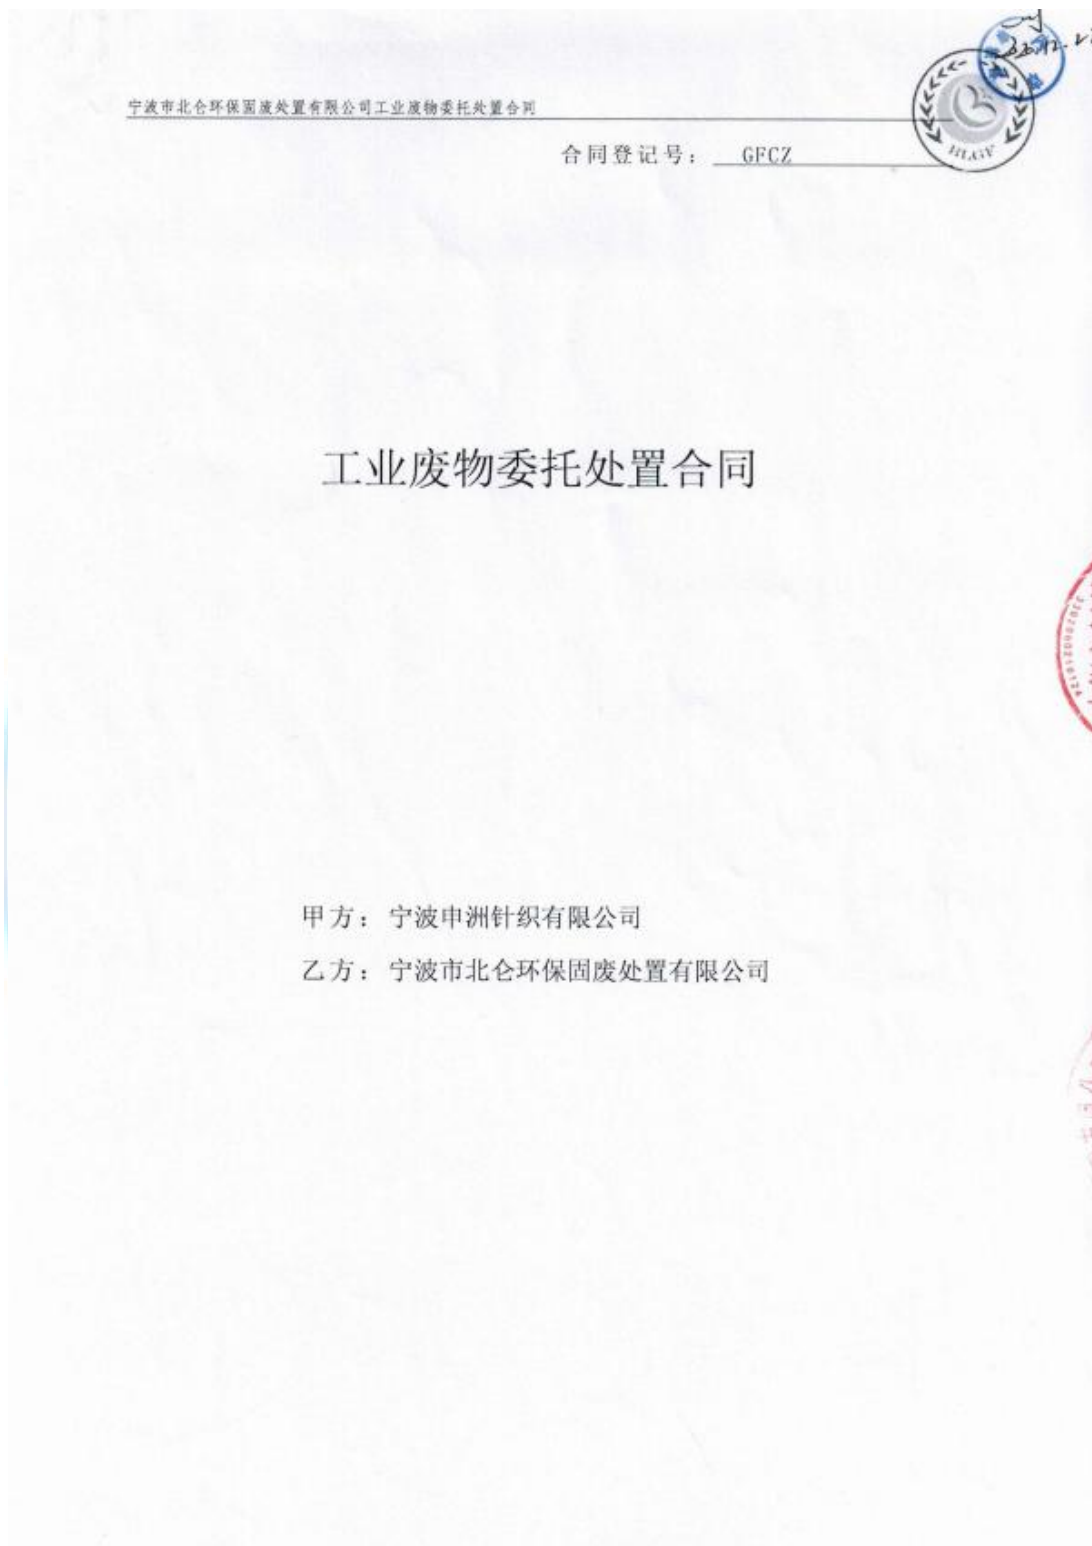 宁波市北仑环保固废处置有限公司工业废物委托处置合同
BLGF
合同登记号: GFCZ
工业废物委托处置合同
甲方: 宁波申洲针织有限公司
乙方: 宁波市北仑环保固废处置有限公司